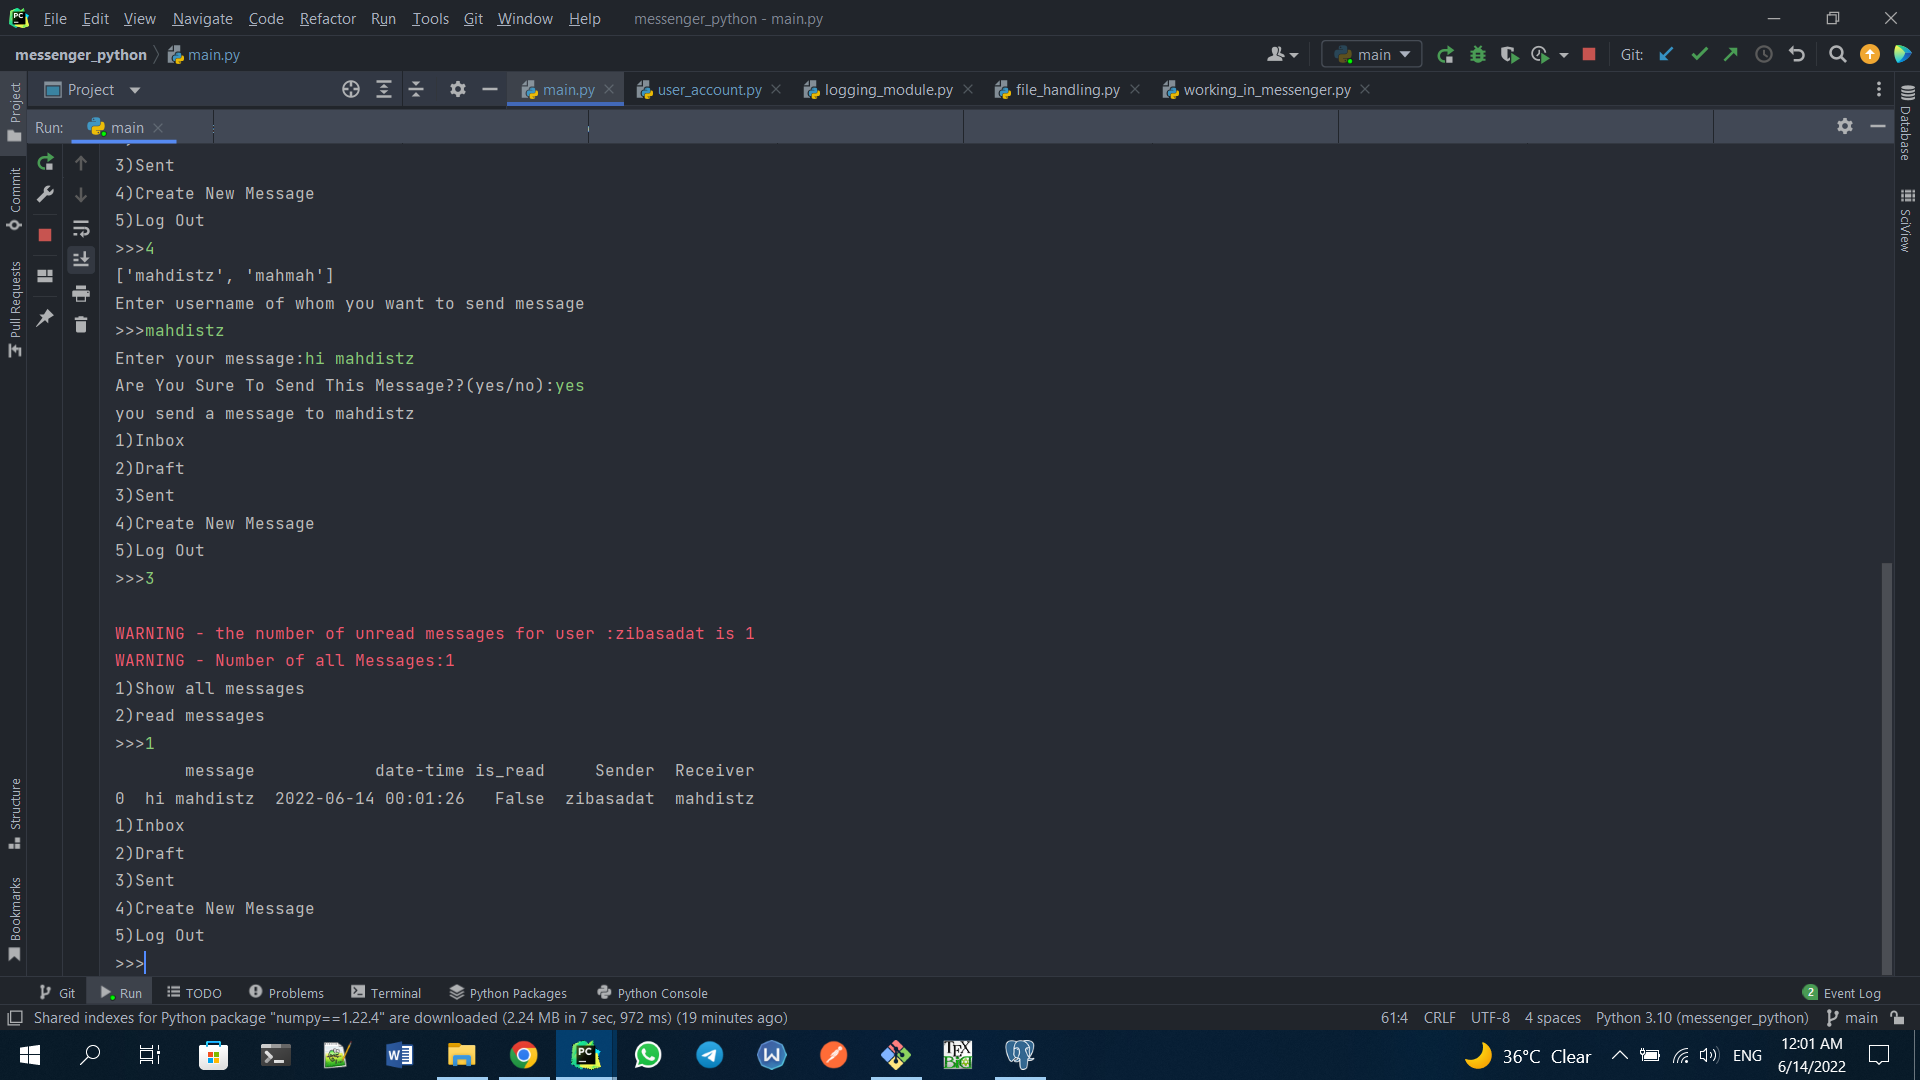 File Edit View Navigate Code Refactor Run Tools Git Window Help messenger_python - main.py
messenger_python main.py main Git:
Project main.py user_account.py logging_module.py file_handling.py working_in_messenger.py
Run: main
Project
Commit
Pull Requests
Structure
Bookmarks
Database
SciView
3)Sent
4)Create New Message
5)Log Out
>>>4
['mahdistz', 'mahmah']
Enter username of whom you want to send message
>>>mahdistz
Enter your message:hi mahdistz
Are You Sure To Send This Message??(yes/no):yes
you send a message to mahdistz
1)Inbox
2)Draft
3)Sent
4)Create New Message
5)Log Out
>>>3
WARNING - the number of unread messages for user :zibasadat is 1
WARNING - Number of all Messages:1
1)Show all messages
2)read messages
>>>1
message date-time is_read Sender Receiver
0 hi mahdistz 2022-06-14 00:01:26 False zibasadat mahdistz
1)Inbox
2)Draft
3)Sent
4)Create New Message
5)Log Out
>>>
Git Run TODO Problems Terminal Python Packages Python Console 2 Event Log
Shared indexes for Python package "numpy==1.22.4" are downloaded (2.24 MB in 7 sec, 972 ms) (19 minutes ago) 61:4 CRLF UTF-8 4 spaces Python 3.10 (messenger_python) main
36°C Clear ENG 12:01 AM
6/14/2022